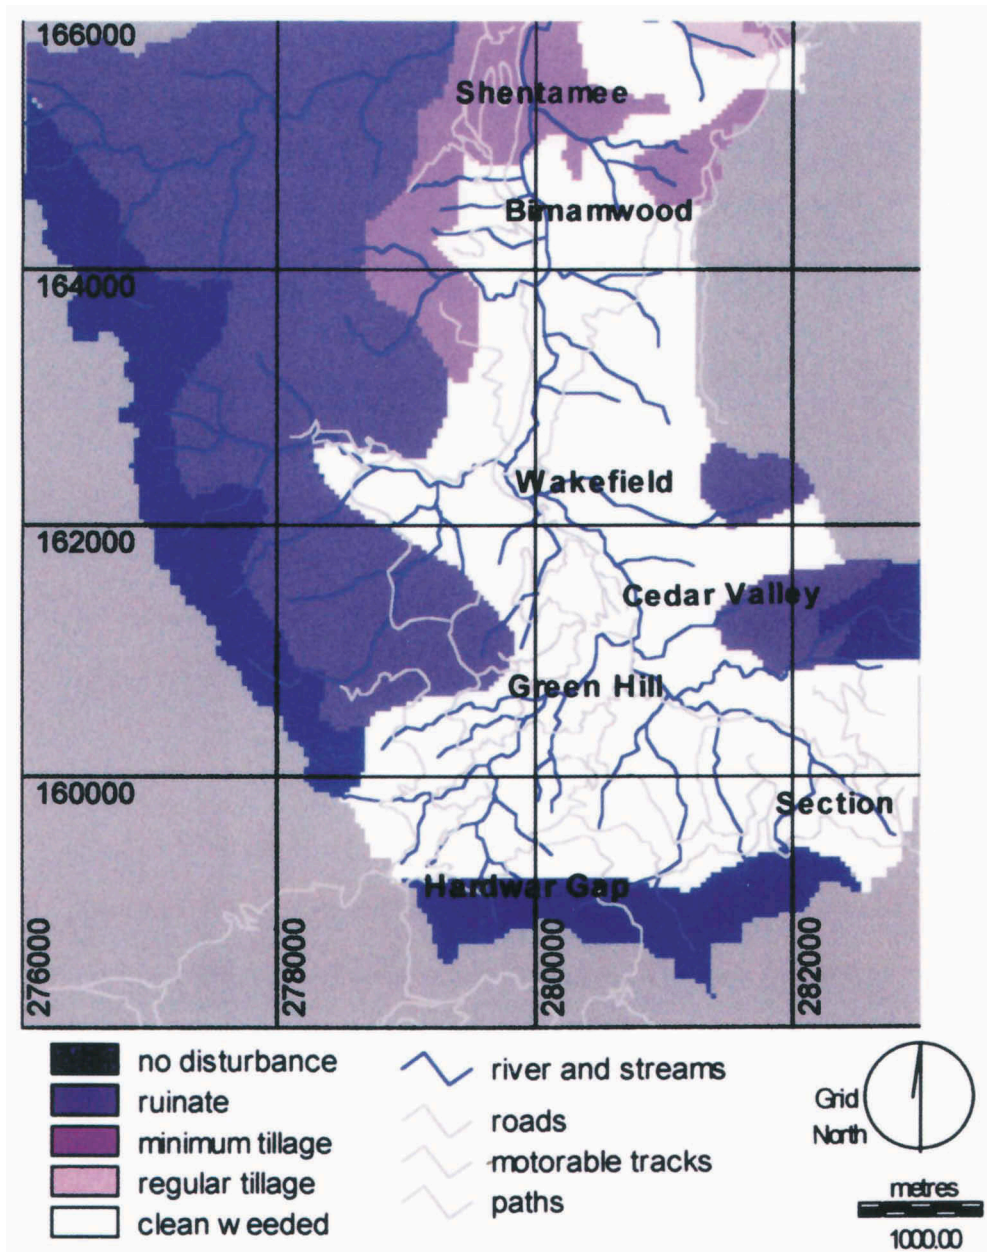 166000
Shentamee
Birnamwood
164000
Wakefield
162000
Cedar Valley
Green Hill
160000
Section
Hardwar Gap
276000
278000
280000
282000
no disturbance
ruinate
minimum tillage
regular tillage
clean weeded
river and streams
roads
motorable tracks
paths
Grid
North
metres
1000.00